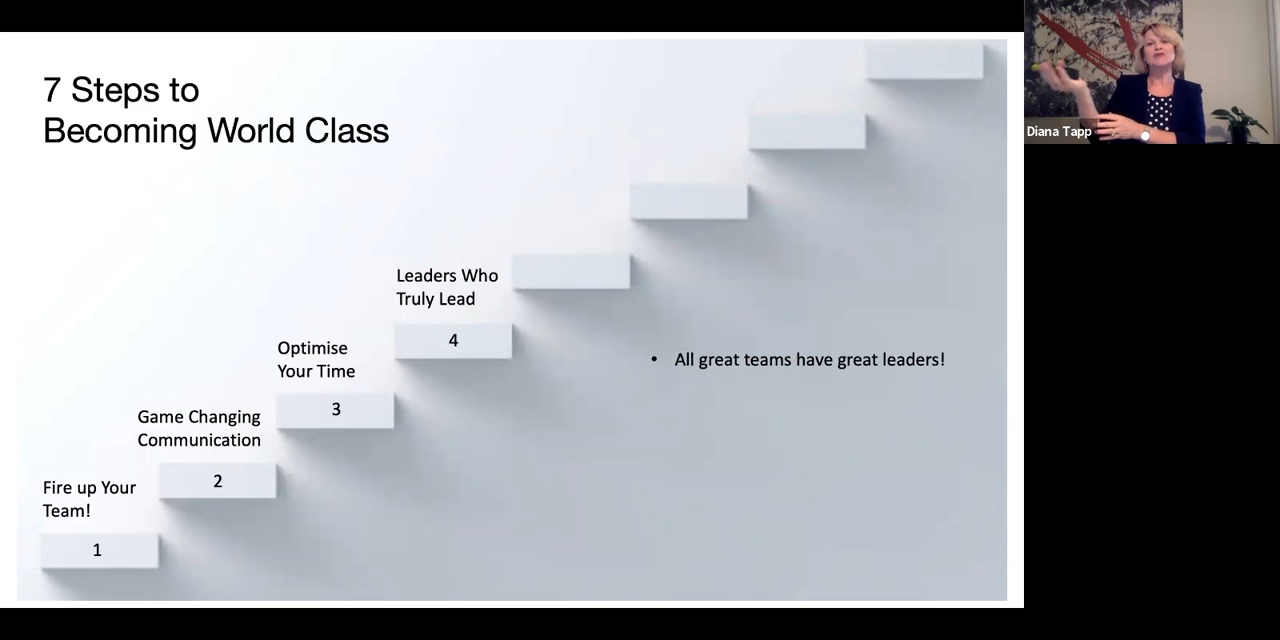 7 Steps to
Becoming World Class
Leaders Who
Truly Lead
4
Optimise
Your Time
3
• All great teams have great leaders!
Game Changing
Communication
2
Fire up Your
Team!
1
Diana Tapp